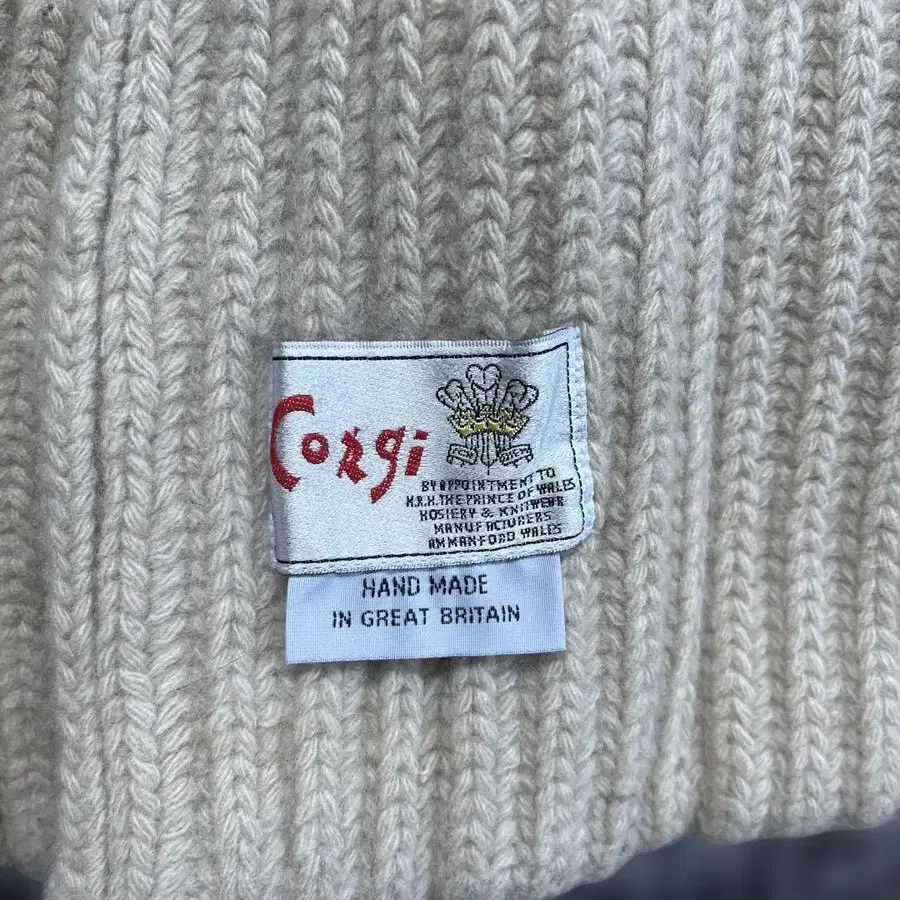 Corgi
ICH DIEN
BY APPOINTMENT TO
H.R.H. THE PRINCE OF WALES
HOSIERY & KNITWEAR
MANUFACTURERS
AMMANFORD WALES
HAND MADE
IN GREAT BRITAIN